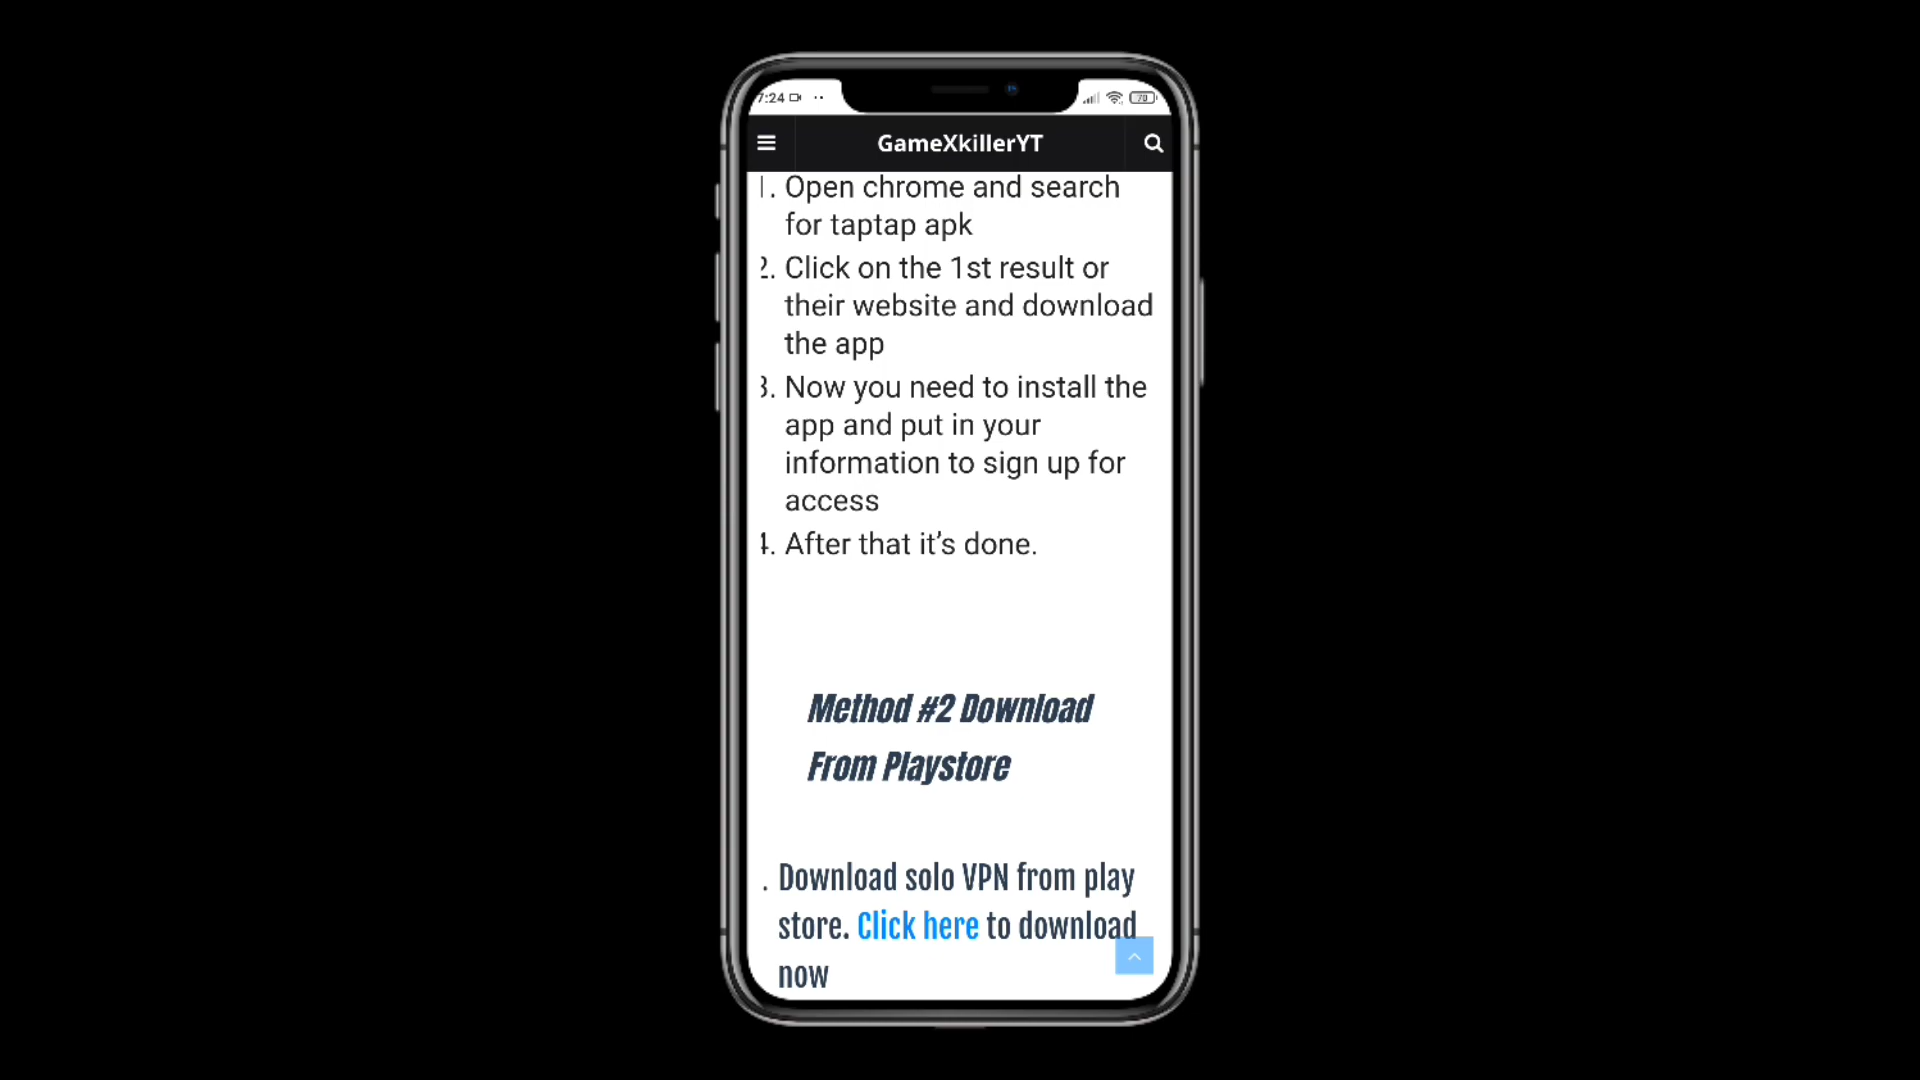 7:24
70
GameXkillerYT
1. Open chrome and search
for taptap apk
2. Click on the 1st result or
their website and download
the app
3. Now you need to install the
app and put in your
information to sign up for
access
4. After that it’s done.
Method #2 Download
From Playstore
. Download solo VPN from play
store. Click here to download
now